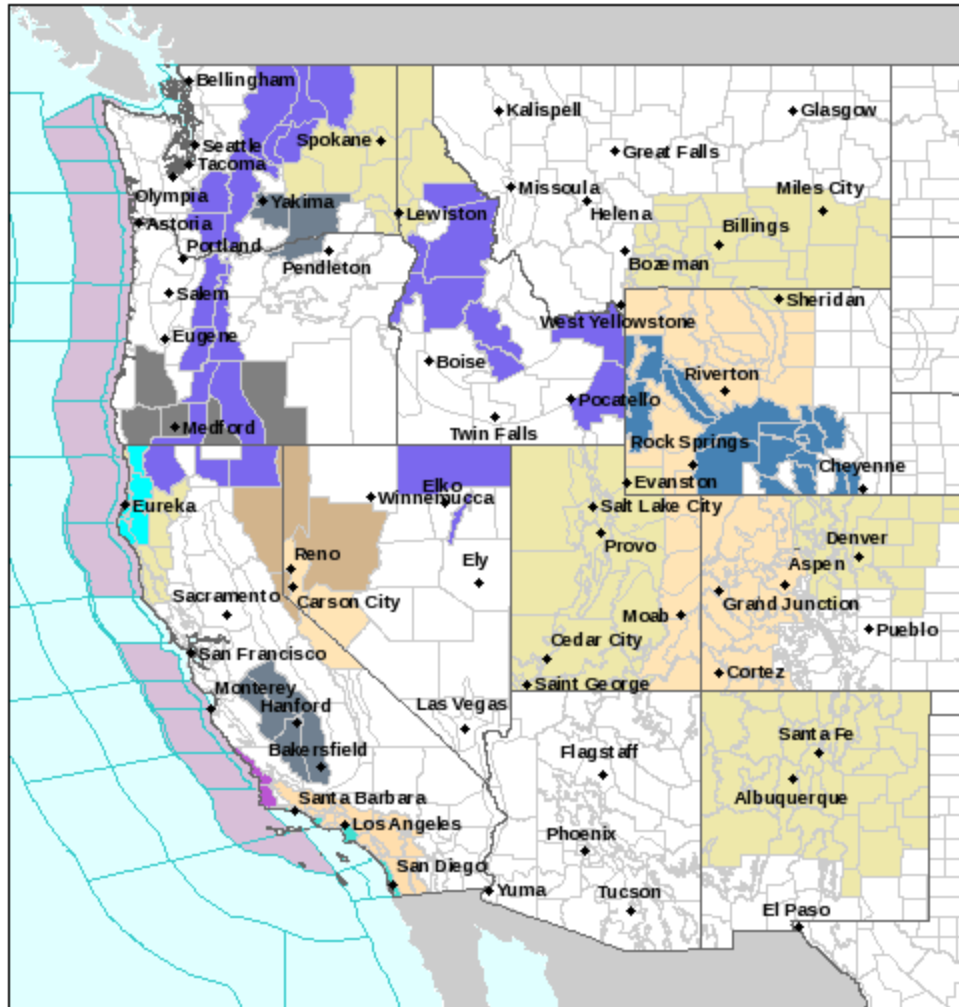 Bellingham
Kalispell
Glasgow
Seattle
Spokane
Great Falls
Tacoma
Olympia
Yakima
Missoula
Miles City
Lewiston
Helena
Astoria
Billings
Portland
Pendleton
Bozeman
Salem
Sheridan
West Yellowstone
Eugene
Boise
Riverton
Pocatello
Medford
Twin Falls
Rock Springs
Cheyenne
Elko
Evanston
Winnemucca
Eureka
Salt Lake City
Provo
Denver
Reno
Ely
Aspen
Sacramento
Carson City
Grand Junction
Moab
Pueblo
San Francisco
Cedar City
Cortez
Monterey
Saint George
Hanford
Las Vegas
Bakersfield
Flagstaff
Santa Fe
Santa Barbara
Albuquerque
Los Angeles
Phoenix
San Diego
Yuma
Tucson
El Paso